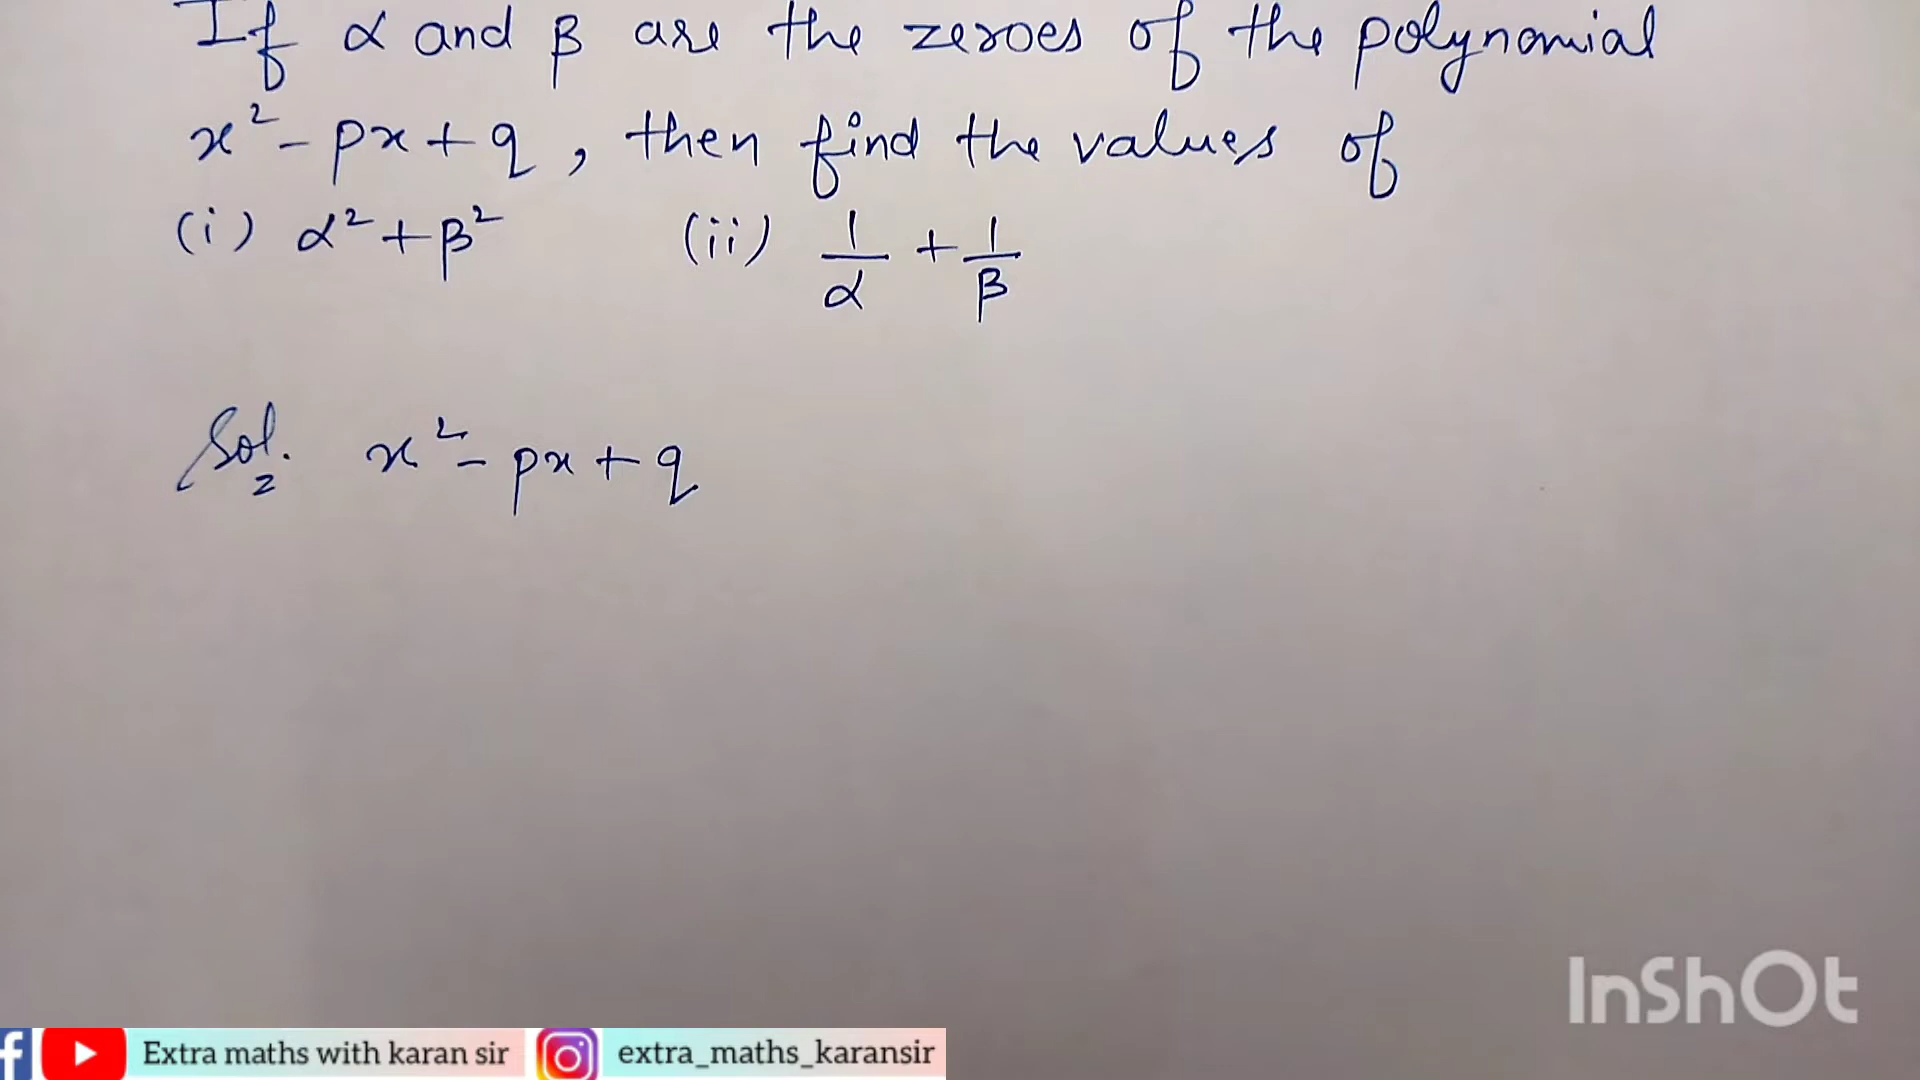 If α and β are the zeroes of the polynomial
x² - px + q, then find the values of
(i) α² + β² (ii) 1/α + 1/β
Sol. x² - px + q
InShOt
Extra maths with karan sir extra_maths_karansir